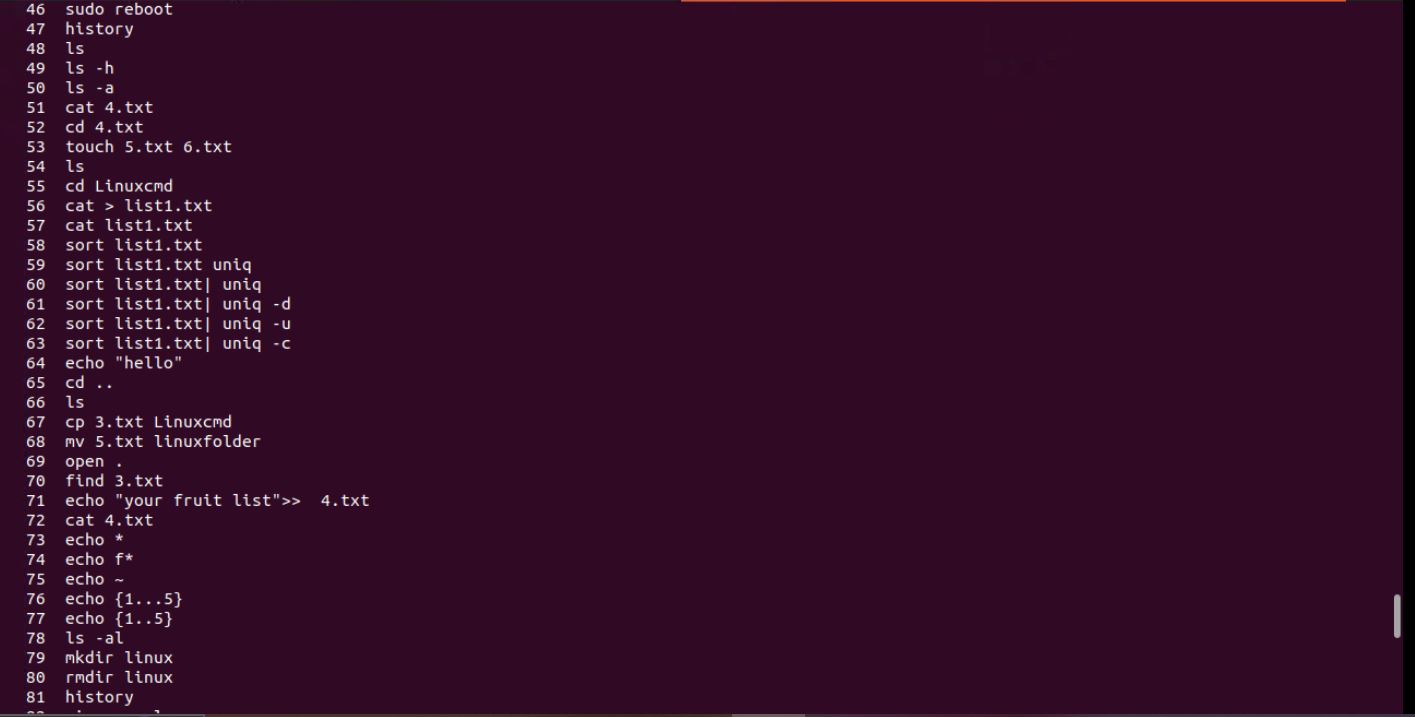 46 sudo reboot
47 history
48 ls
49 ls -h
50 ls -a
51 cat 4.txt
52 cd 4.txt
53 touch 5.txt 6.txt
54 ls
55 cd Linuxcmd
56 cat > list1.txt
57 cat list1.txt
58 sort list1.txt
59 sort list1.txt uniq
60 sort list1.txt| uniq
61 sort list1.txt| uniq -d
62 sort list1.txt| uniq -u
63 sort list1.txt| uniq -c
64 echo "hello"
65 cd ..
66 ls
67 cp 3.txt Linuxcmd
68 mv 5.txt linuxfolder
69 open .
70 find 3.txt
71 echo "your fruit list">>  4.txt
72 cat 4.txt
73 echo *
74 echo f*
75 echo ~
76 echo {1...5}
77 echo {1..5}
78 ls -al
79 mkdir linux
80 rmdir linux
81 history